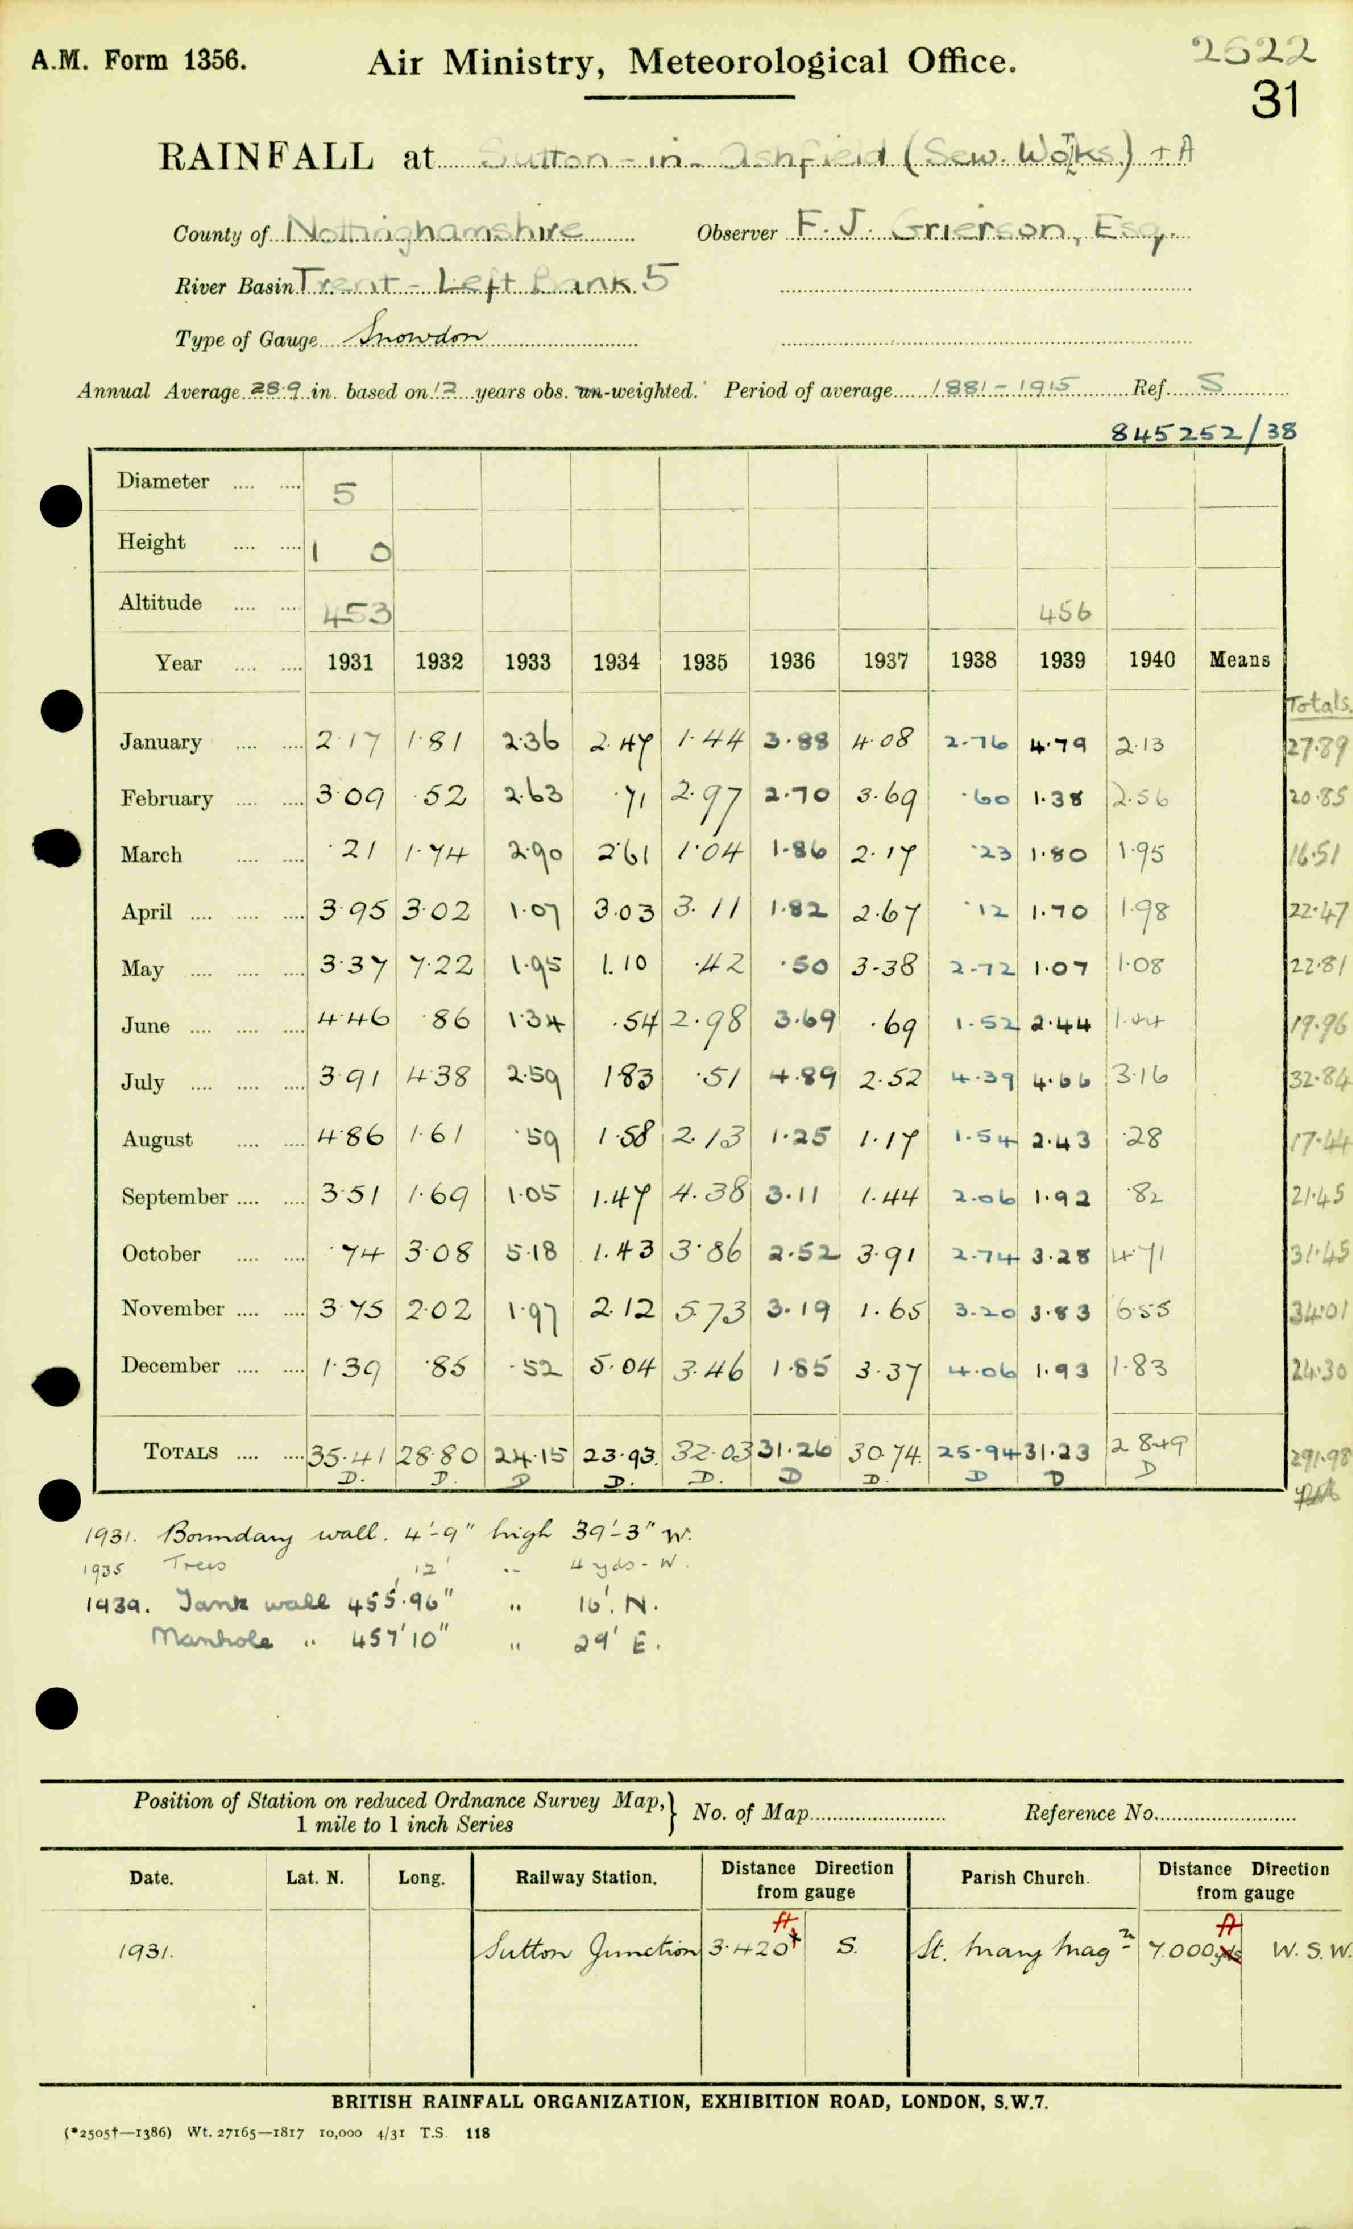 A.M. Form 1356. Air Ministry, Meteorological Office. 2622
31
RAINFALL at Sutton-in-Ashfield (Sew. Works) + A
County of Nottinghamshire Observer F. J. Grierson, Esq.
River Basin Trent - Left Bank 5
Type of Gauge Snowdon
Annual Average 28.9 in. based on 12 years obs. un-weighted. Period of average 1881-1915 Ref. S
845252/38
Diameter 5
Height 1 0
Altitude 453 456
Year 1931 1932 1933 1934 1935 1936 1937 1938 1939 1940 Means
Totals.
January 2.17 1.81 2.36 2.47 1.44 3.88 4.08 2.76 4.79 2.13 27.89
February 3.09 .52 2.63 .71 2.97 2.70 3.69 .60 1.38 2.56 20.85
March .21 1.74 2.90 2.61 1.04 1.86 2.17 .23 1.80 1.95 16.51
April 3.95 3.02 1.07 3.03 3.11 1.82 2.67 .12 1.70 1.98 22.47
May 3.37 7.22 1.95 1.10 .42 .50 3.38 2.72 1.07 1.08 22.81
June 4.46 .86 1.34 .54 2.98 3.69 .69 1.52 2.44 1.44 19.96
July 3.91 4.38 2.59 1.83 .51 4.89 2.52 4.39 4.66 3.16 32.84
August 4.86 1.61 .59 1.58 2.13 1.25 1.17 1.54 2.43 .28 17.44
September 3.51 1.69 1.05 1.47 4.38 3.11 1.44 2.06 1.92 .82 21.45
October .74 3.08 5.18 1.43 3.86 2.52 3.91 2.74 3.28 4.71 31.45
November 3.75 2.02 1.97 2.12 5.73 3.19 1.65 3.20 3.83 6.55 34.01
December 1.39 .85 .52 5.04 3.46 1.85 3.37 4.06 1.93 1.83 24.30
TOTALS 35.41 28.80 24.15 23.93 32.03 31.26 30.74 25.94 31.23 28.49 291.98
D. D. D D. D. D D. D D D
1931. Boundary wall. 4'-9" high 39'-3" W.
1935 Trees 12' " 4 yds - W.
1939. Tank wall 455.96" " 16'. N.
Manhole " 457'10" " 29' E.
Position of Station on reduced Ordnance Survey Map, 1 mile to 1 inch Series } No. of Map Reference No.
Date. Lat. N. Long. Railway Station. Distance Direction from gauge Parish Church. Distance Direction from gauge
1931. Sutton Junction 3.420 ft S. St. Mary Mag n 7.000 yds ft W.S.W.
BRITISH RAINFALL ORGANIZATION, EXHIBITION ROAD, LONDON, S.W.7.
(*2505†—1386) Wt. 27165—1817 10,000 4/31 T.S. 118